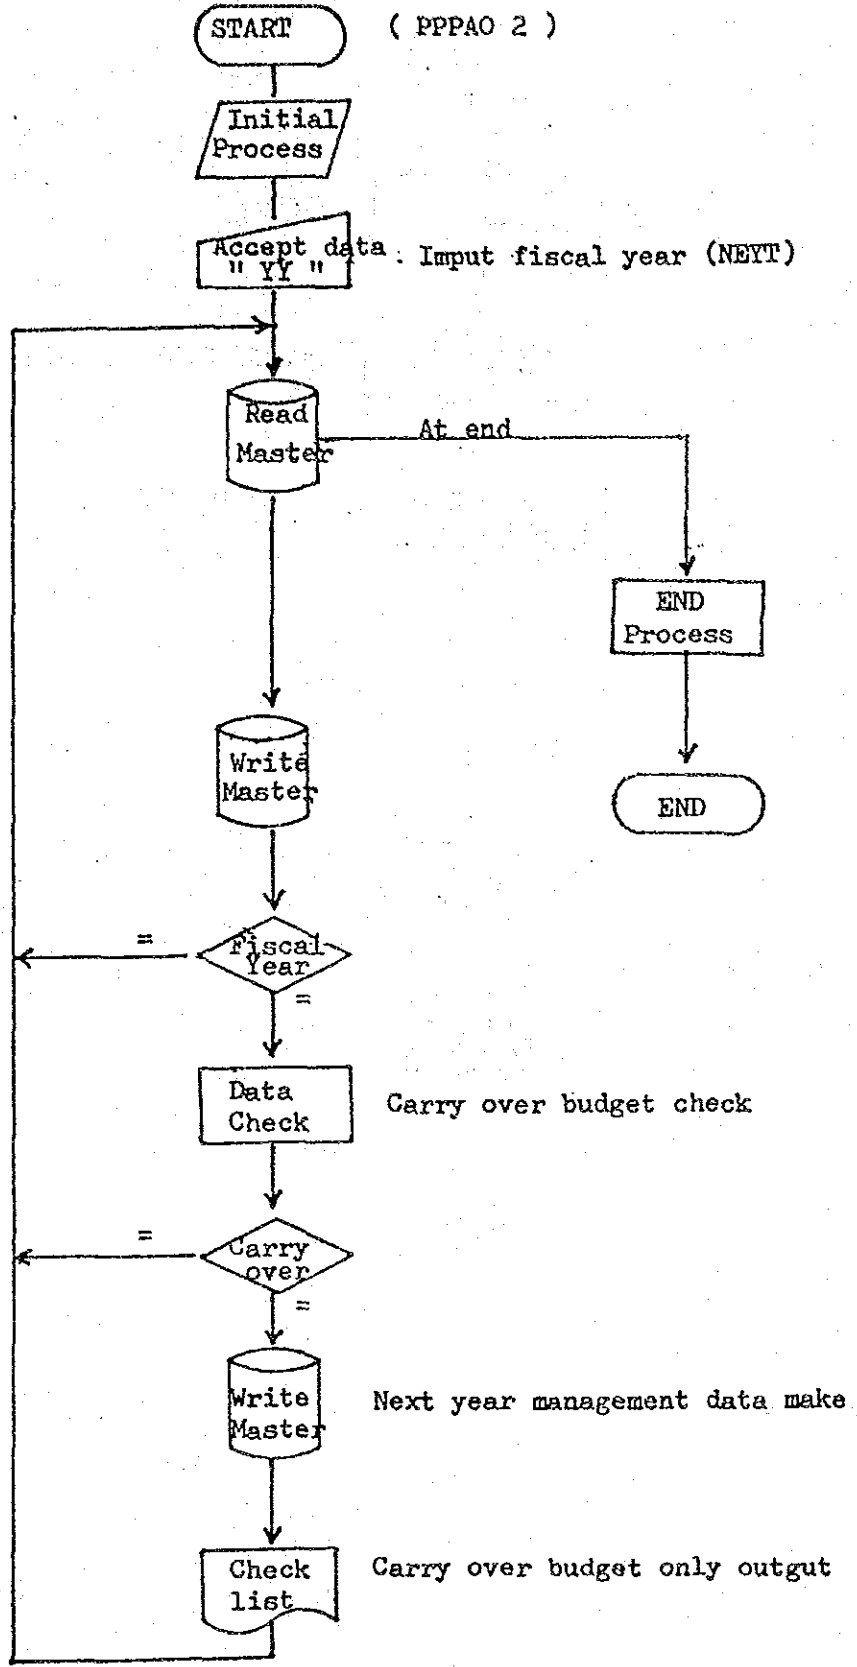 START ( PPPAO 2 )
Initial
Process
Accept data : Imput fiscal year (NEYT)
" YY "
Read
Master
At end
END
Process
Write
Master
END
=
Fiscal
Year
=
Data
Check
Carry over budget check
=
Carry
over
=
Write
Master
Next year management data make
Check
list
Carry over budget only outgut